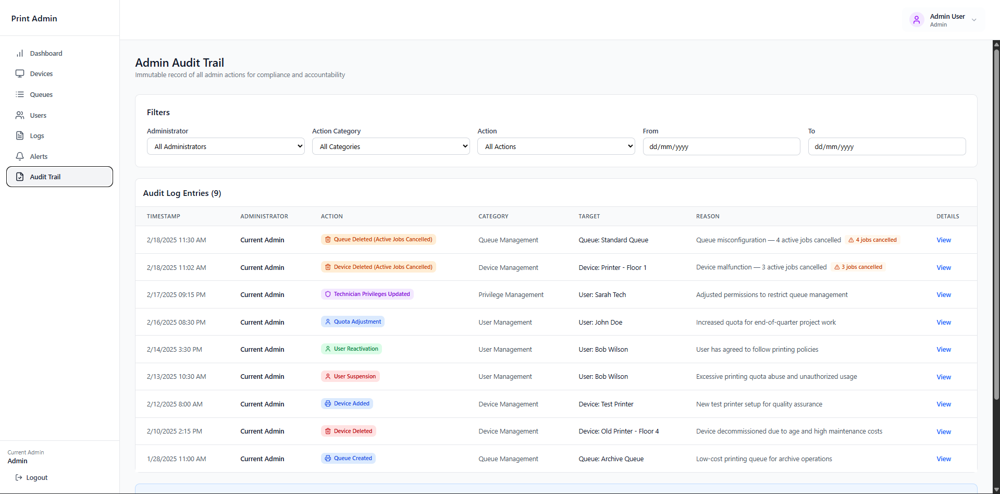 Print Admin
Admin User
Admin
Dashboard
Devices
Queues
Users
Logs
Alerts
Audit Trail
Current Admin
Admin
Logout
Admin Audit Trail
Immutable record of all admin actions for compliance and accountability
Filters
Administrator Action Category Action From To
All Administrators All Categories All Actions dd/mm/yyyy dd/mm/yyyy
Audit Log Entries (9)
TIMESTAMP ADMINISTRATOR ACTION CATEGORY TARGET REASON DETAILS
2/18/2025 11:30 AM Current Admin Queue Deleted (Active Jobs Cancelled) Queue Management Queue: Standard Queue Queue misconfiguration — 4 active jobs cancelled 4 jobs cancelled View
2/18/2025 11:02 AM Current Admin Device Deleted (Active Jobs Cancelled) Device Management Device: Printer - Floor 1 Device malfunction — 3 active jobs cancelled 3 jobs cancelled View
2/17/2025 09:15 PM Current Admin Technician Privileges Updated Privilege Management User: Sarah Tech Adjusted permissions to restrict queue management View
2/16/2025 08:30 PM Current Admin Quota Adjustment User Management User: John Doe Increased quota for end-of-quarter project work View
2/14/2025 3:30 PM Current Admin User Reactivation User Management User: Bob Wilson User has agreed to follow printing policies View
2/13/2025 10:30 AM Current Admin User Suspension User Management User: Bob Wilson Excessive printing quota abuse and unauthorized usage View
2/12/2025 8:00 AM Current Admin Device Added Device Management Device: Test Printer New test printer setup for quality assurance View
2/10/2025 2:15 PM Current Admin Device Deleted Device Management Device: Old Printer - Floor 4 Device decommissioned due to age and high maintenance costs View
1/28/2025 11:00 AM Current Admin Queue Created Queue Management Queue: Archive Queue Low-cost printing queue for archive operations View